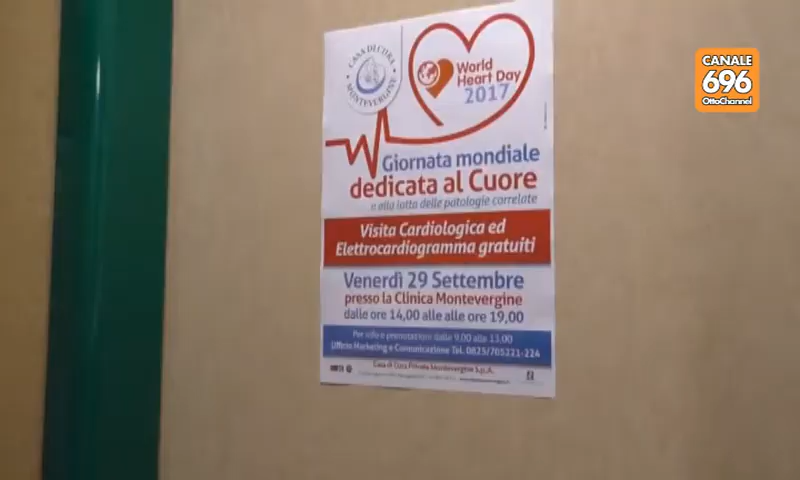 CANALE
696
OttoChannel
CASA DI CURA
MONTEVERGINE
World
Heart Day
2017
Giornata mondiale
dedicata al Cuore
e alla lotta delle patologie correlate
Visita Cardiologica ed
Elettrocardiogramma gratuiti
Venerdì 29 Settembre
presso la Clinica Montevergine
dalle ore 14,00 alle alle ore 19,00
Per info e prenotazioni dalle 9,00 alle 13,00
Ufficio Marketing e Comunicazione Tel. 0825/705221-224
Casa di Cura Privata Montevergine S.p.A.